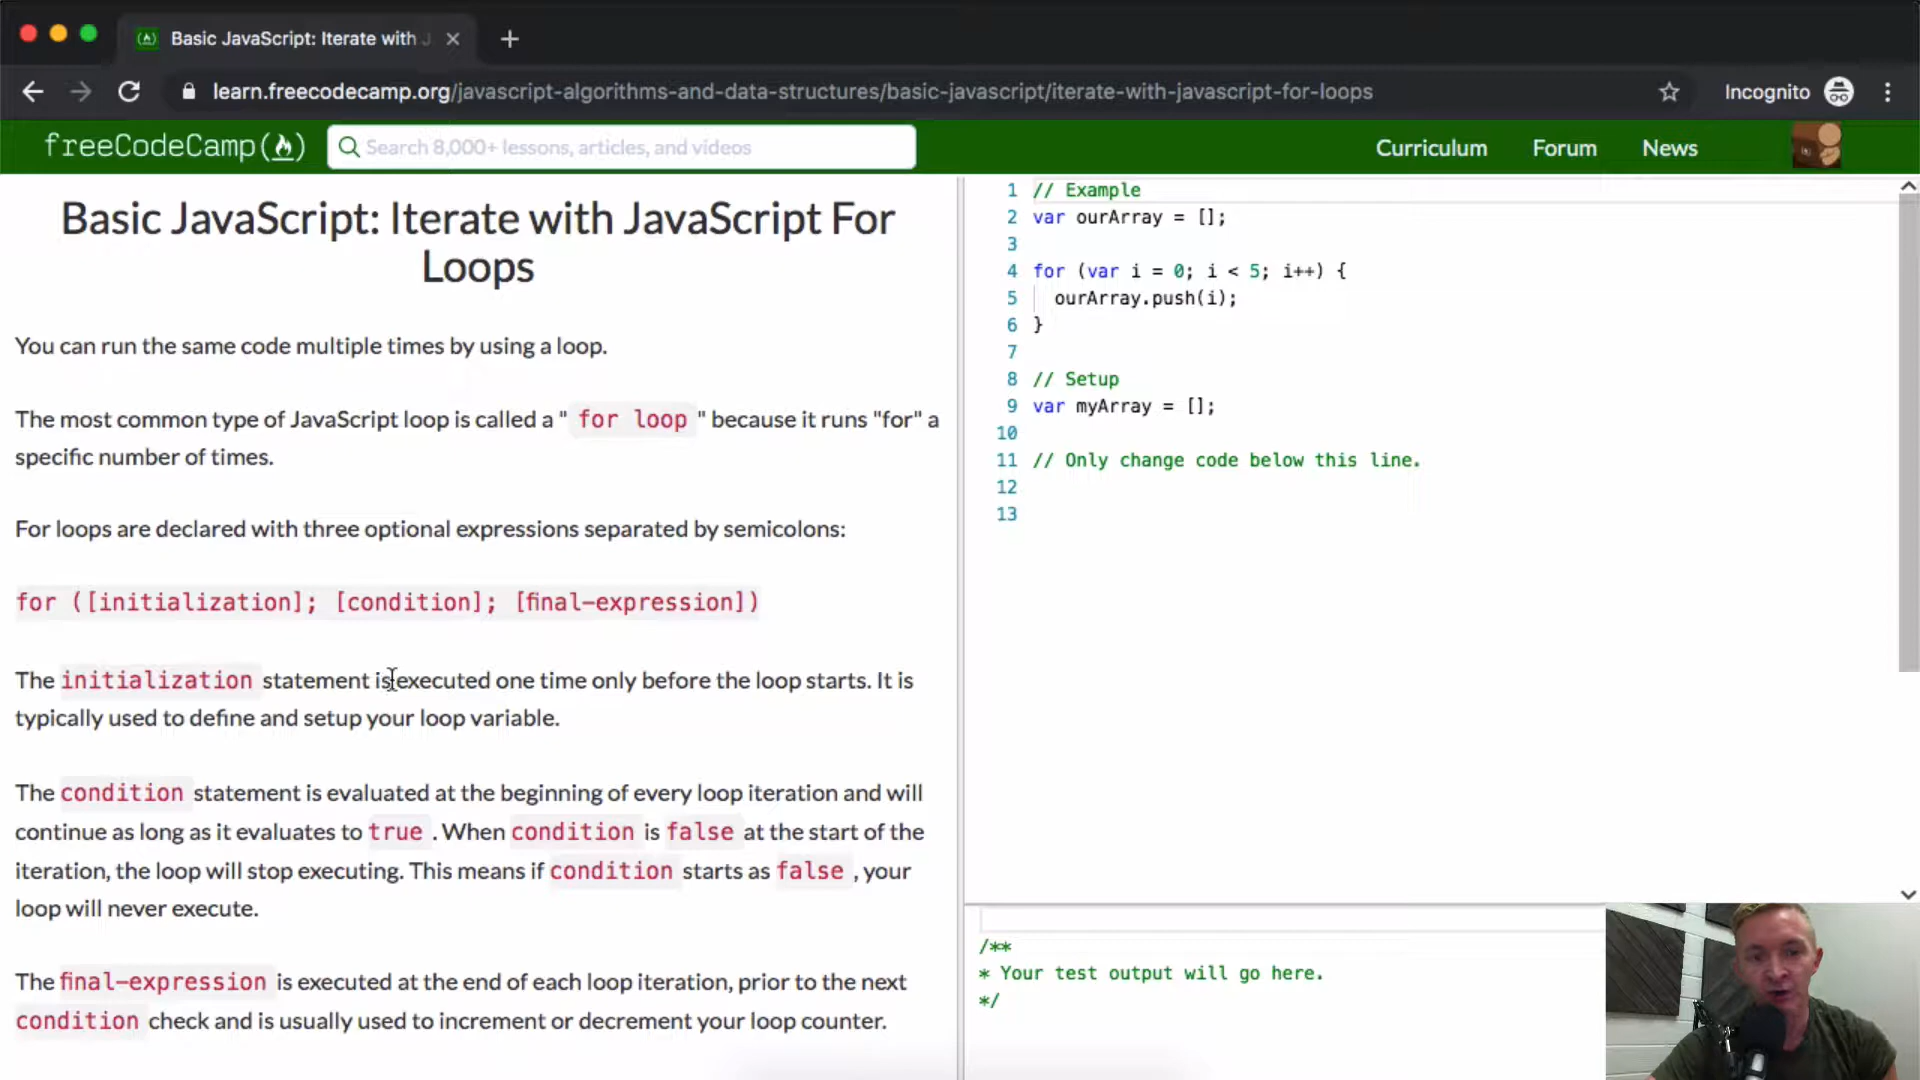 Basic JavaScript: Iterate with J
learn.freecodecamp.org/javascript-algorithms-and-data-structures/basic-javascript/iterate-with-javascript-for-loops
Incognito
freeCodeCamp
Search 8,000+ lessons, articles, and videos
Curriculum
Forum
News
Basic JavaScript: Iterate with JavaScript For
Loops
You can run the same code multiple times by using a loop.
The most common type of JavaScript loop is called a " for loop " because it runs "for" a
specific number of times.
For loops are declared with three optional expressions separated by semicolons:
for ([initialization]; [condition]; [final-expression])
The initialization statement is executed one time only before the loop starts. It is
typically used to define and setup your loop variable.
The condition statement is evaluated at the beginning of every loop iteration and will
continue as long as it evaluates to true . When condition is false at the start of the
iteration, the loop will stop executing. This means if condition starts as false , your
loop will never execute.
The final-expression is executed at the end of each loop iteration, prior to the next
condition check and is usually used to increment or decrement your loop counter.
1 // Example
2 var ourArray = [];
3
4 for (var i = 0; i < 5; i++) {
5 ourArray.push(i);
6 }
7
8 // Setup
9 var myArray = [];
10
11 // Only change code below this line.
12
13
/**
* Your test output will go here.
*/